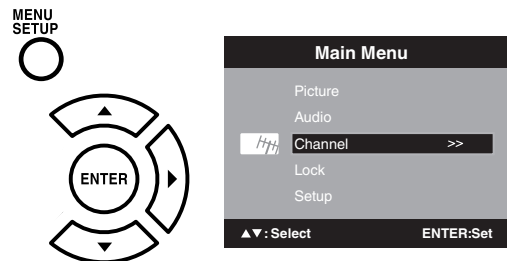 MENU
SETUP
ENTER
Main Menu
Picture
Audio
Channel >>
Lock
Setup
▲▼: Select ENTER:Set